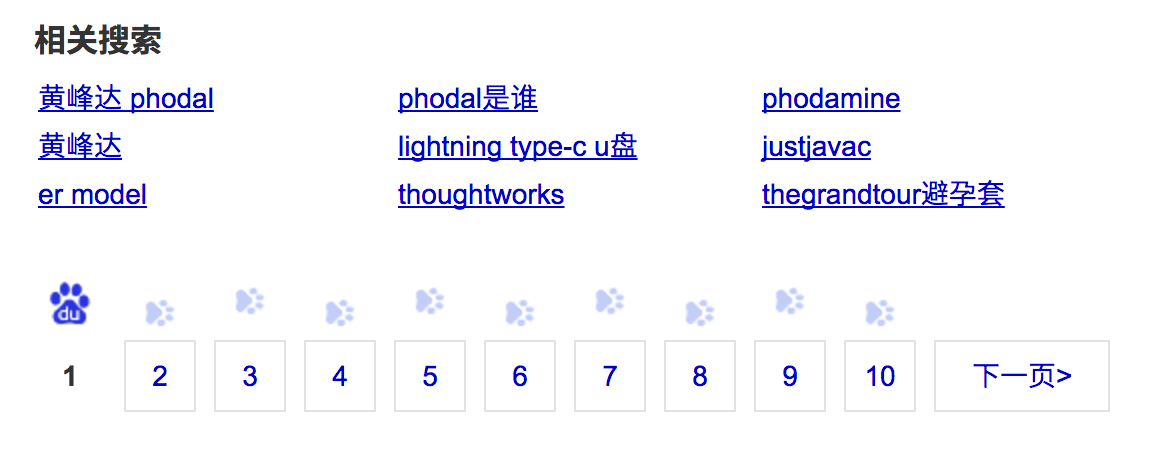 相关搜索
黄峰达 phodal phodal是谁 phodamine
黄峰达 lightning type-c u盘 justjavac
er model thoughtworks thegrandtour避孕套
du
1 2 3 4 5 6 7 8 9 10 下一页>